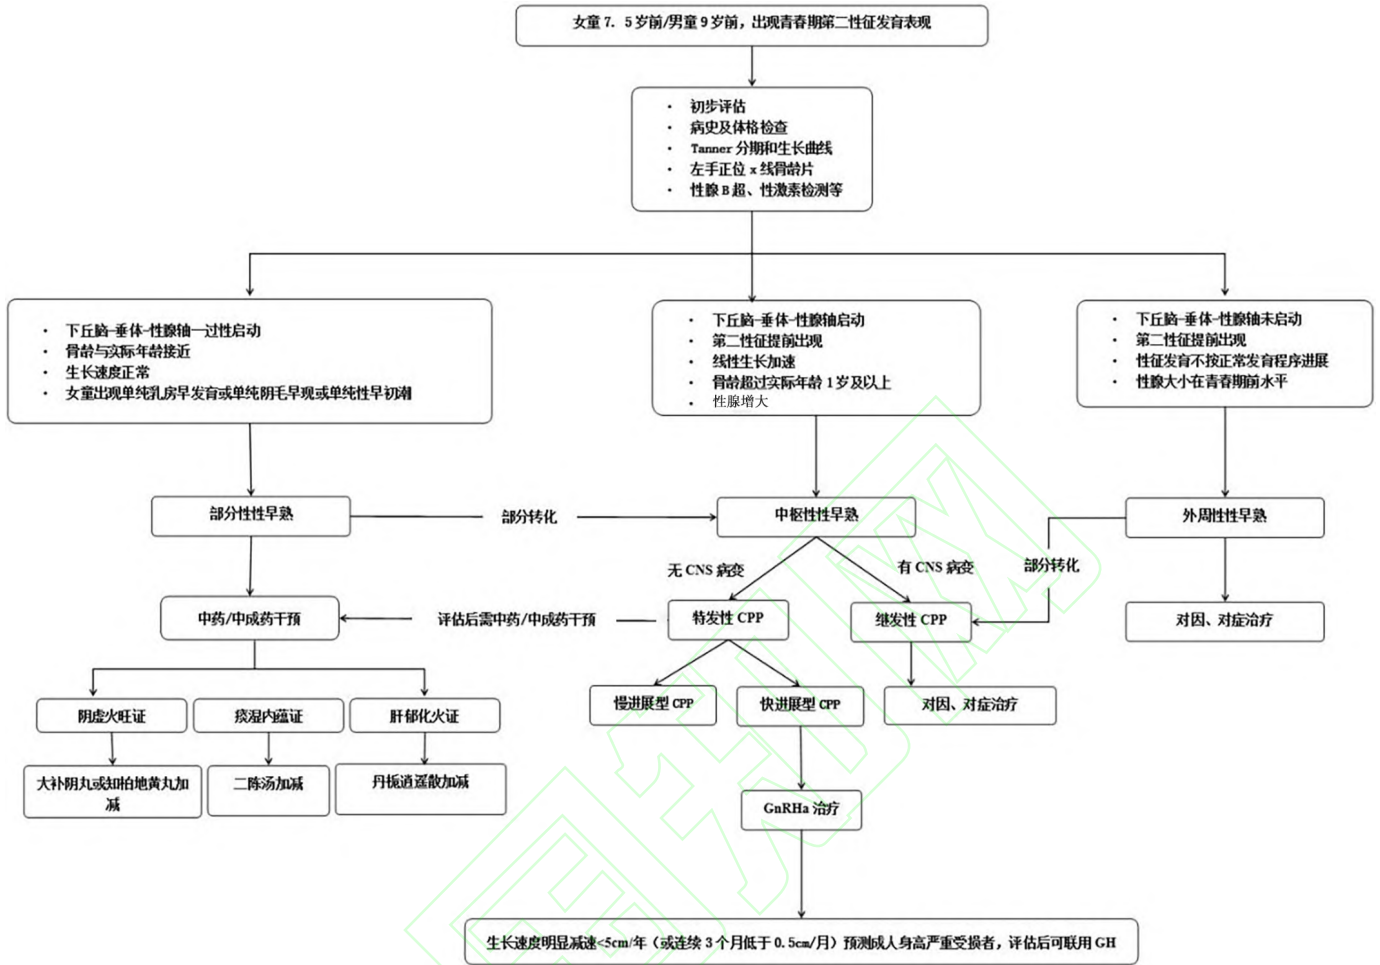 女童 7. 5 岁前/男童 9 岁前，出现青春期第二性征发育表现
· 初步评估
· 病史及体格检查
· Tanner 分期和生长曲线
· 左手正位 x 线骨龄片
· 性腺 B 超、性激素检测等
· 下丘脑-垂体-性腺轴一过性启动
· 骨龄与实际年龄接近
· 生长速度正常
· 女童出现单纯乳房早发育或单纯阴毛早现或单纯性早初潮
· 下丘脑-垂体-性腺轴启动
· 第二性征提前出现
· 线性生长加速
· 骨龄超过实际年龄 1 岁及以上
· 性腺增大
· 下丘脑-垂体-性腺轴未启动
· 第二性征提前出现
· 性征发育不按正常发育程序进展
· 性腺大小在青春期前水平
部分性性早熟
部分转化
中枢性性早熟
外周性性早熟
无 CNS 病变
有 CNS 病变
部分转化
中药/中成药干预
评估后需中药/中成药干预
特发性 CPP
继发性 CPP
对因、对症治疗
阴虚火旺证
痰湿内蕴证
肝郁化火证
慢进展型 CPP
快进展型 CPP
对因、对症治疗
大补阴丸或知柏地黄丸加
减
二陈汤加减
丹栀逍遥散加减
GnRHa 治疗
生长速度明显减速<5cm/年（或连续 3 个月低于 0.5cm/月）预测成人身高严重受损者，评估后可联用 GH